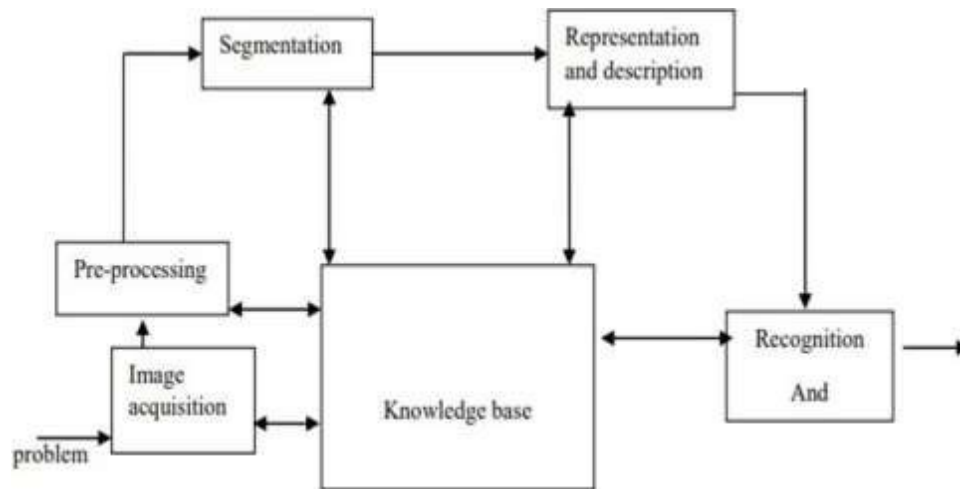 Segmentation
Representation
and description
Pre-processing
Image
acquisition
problem
Knowledge base
Recognition
And